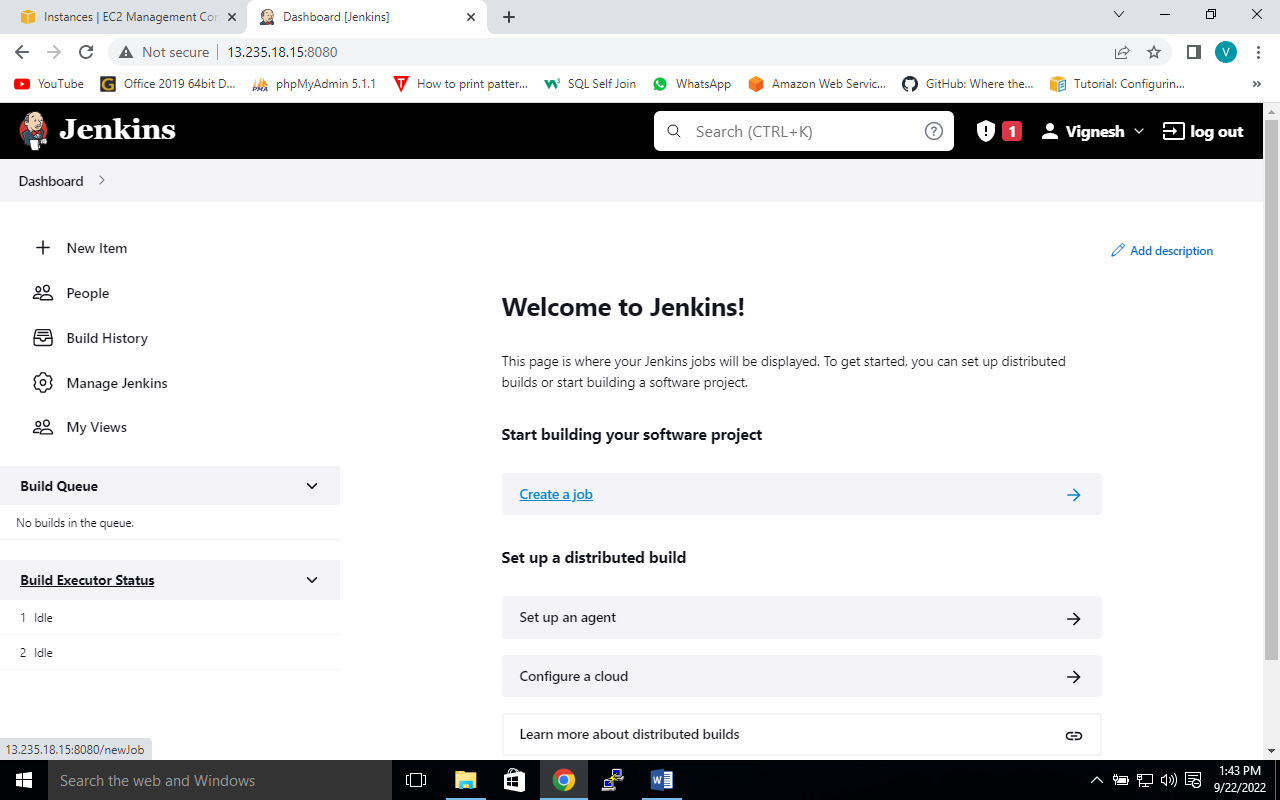 Instances | EC2 Management Con
Dashboard [Jenkins]
Not secure
13.235.18.15:8080
V
YouTube
Office 2019 64bit D...
phpMyAdmin 5.1.1
How to print patter...
SQL Self Join
WhatsApp
Amazon Web Servic...
GitHub: Where the...
Tutorial: Configurin...
Jenkins
Search (CTRL+K)
1
Vignesh
log out
Dashboard
New Item
Add description
People
Build History
Manage Jenkins
My Views
Welcome to Jenkins!
This page is where your Jenkins jobs will be displayed. To get started, you can set up distributed
builds or start building a software project.
Start building your software project
Create a job
Set up a distributed build
Set up an agent
Configure a cloud
Learn more about distributed builds
Build Queue
No builds in the queue.
Build Executor Status
1 Idle
2 Idle
13.235.18.15:8080/newJob
Search the web and Windows
1:43 PM
9/22/2022